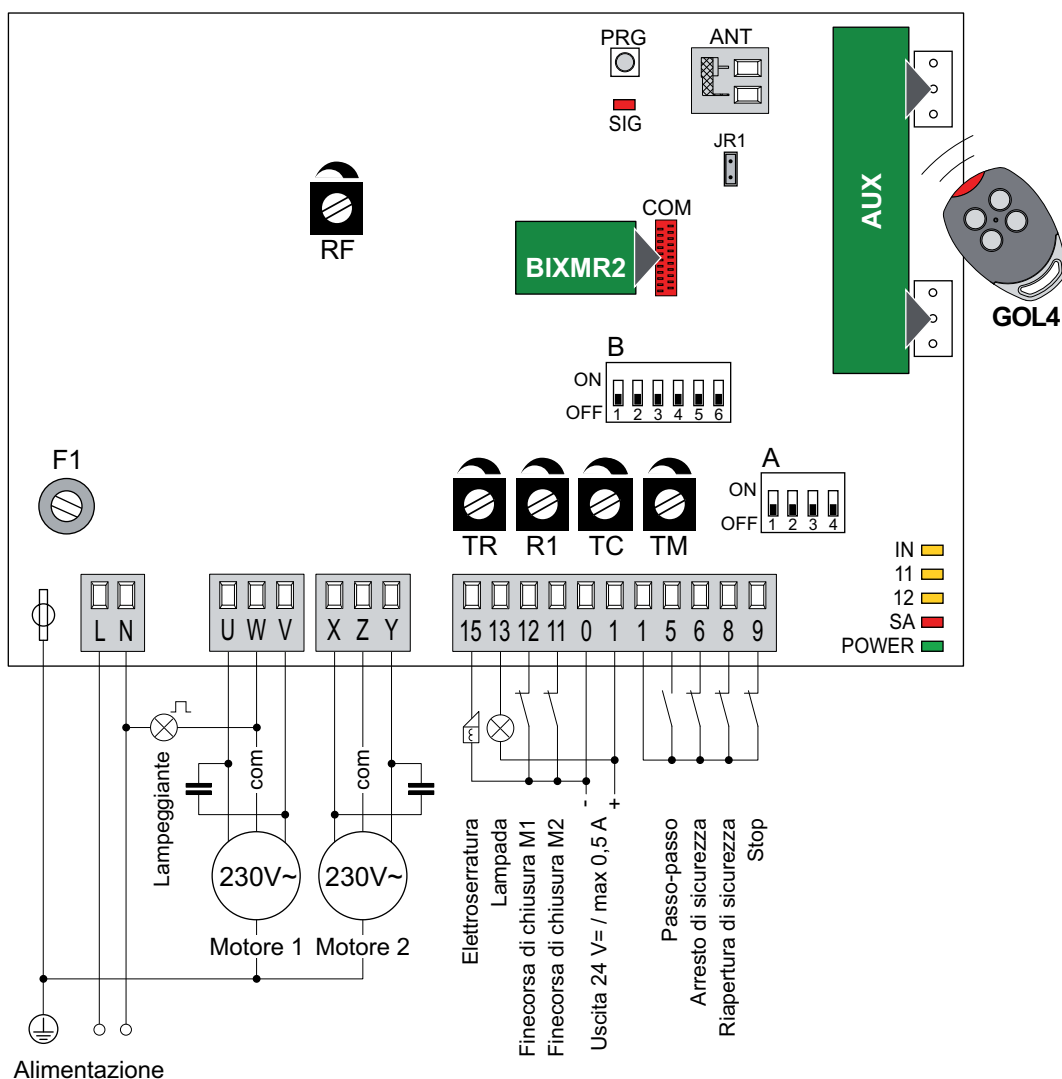 PRG
ANT
SIG
JR1
RF
COM
BIXMR2
AUX
GOL4
B
ON
OFF
1 2 3 4 5 6
F1
A
ON
OFF
1 2 3 4
TR R1 TC TM
IN
11
12
SA
POWER
L N
U W V
X Z Y
15 13 12 11 0 1 1 5 6 8 9
Lampeggiante
com
com
230V~
230V~
Motore 1
Motore 2
- +
Elettroserratura
Lampada
Finecorsa di chiusura M1
Finecorsa di chiusura M2
Uscita 24 V= / max 0,5 A
Passo-passo
Arresto di sicurezza
Riapertura di sicurezza
Stop
Alimentazione